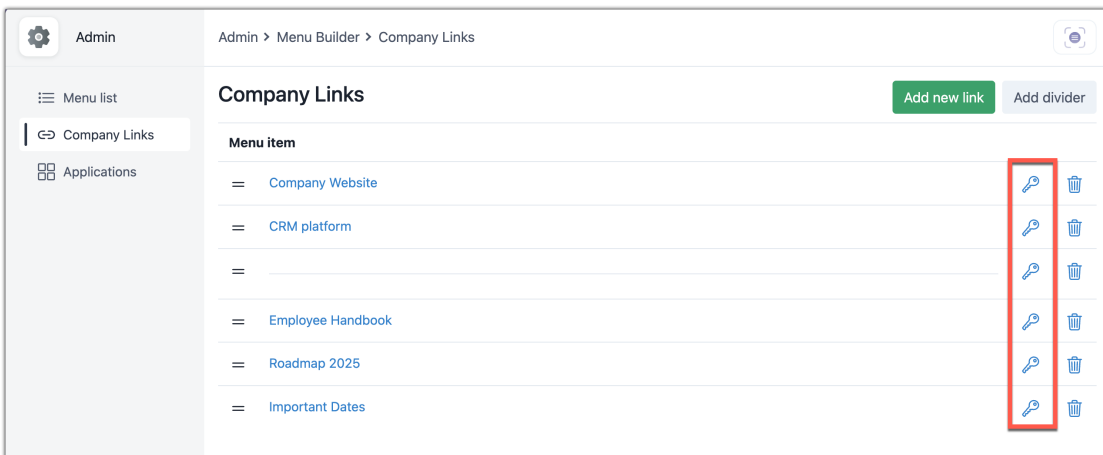 Admin
Admin > Menu Builder > Company Links
Menu list
Company Links
Applications
Company Links
Add new link
Add divider
Menu item
Company Website
CRM platform
Employee Handbook
Roadmap 2025
Important Dates